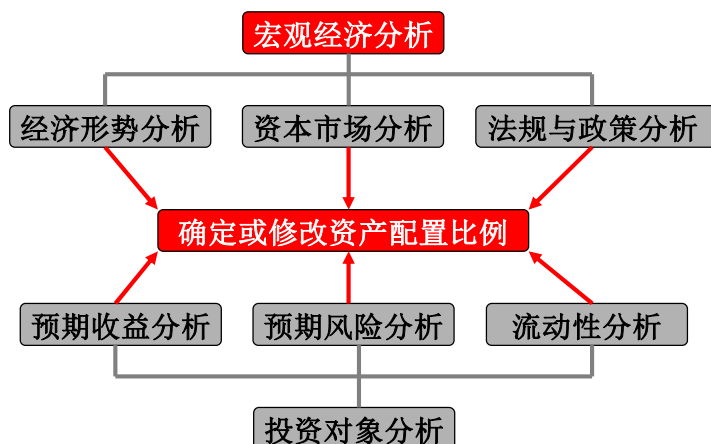 宏观经济分析
经济形势分析
资本市场分析
法规与政策分析
确定或修改资产配置比例
预期收益分析
预期风险分析
流动性分析
投资对象分析